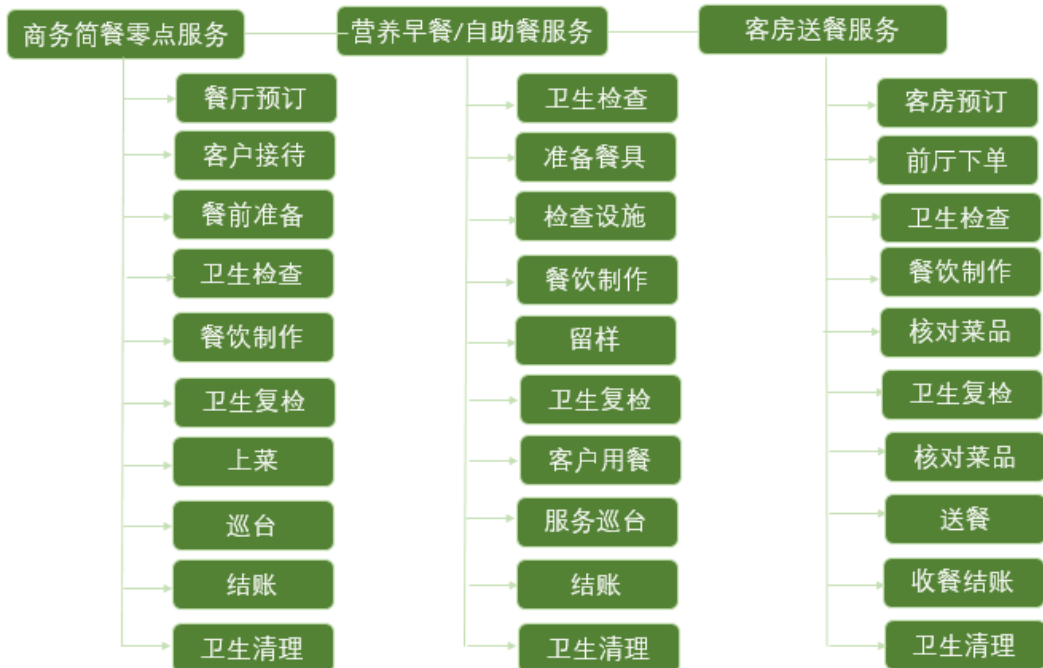 商务简餐零点服务
营养早餐/自助餐服务
客房送餐服务
餐厅预订
客户接待
餐前准备
卫生检查
餐饮制作
卫生复检
上菜
巡台
结账
卫生清理
卫生检查
准备餐具
检查设施
餐饮制作
留样
卫生复检
客户用餐
服务巡台
结账
卫生清理
客房预订
前厅下单
卫生检查
餐饮制作
核对菜品
卫生复检
核对菜品
送餐
收餐结账
卫生清理